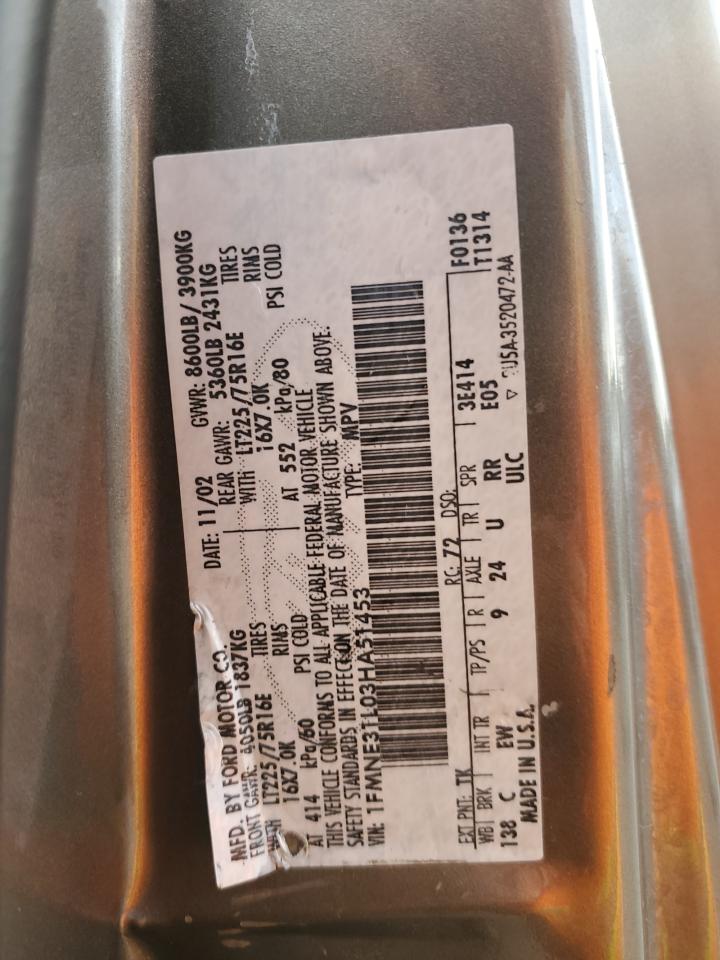 MFD. BY FORD MOTOR CO.
DATE: 11/02 GVWR: 8600LB/ 3900KG
FRONT GAWR: 4050LB 1837KG REAR GAWR: 5360LB 2431KG
WITH LT225/75R16E TIRES WITH LT225/75R16E TIRES
16X7.0K RIMS 16X7.0K RIMS
AT 414 kPa/60 PSI COLD AT 552 kPa/80 PSI COLD
THIS VEHICLE CONFORMS TO ALL APPLICABLE FEDERAL MOTOR VEHICLE
SAFETY STANDARDS IN EFFECT ON THE DATE OF MANUFACTURE SHOWN ABOVE.
VIN: 1FMNE31L03HA51453 TYPE: MPV
F0136
T1314
EXT PNT: TK RC: 72 DSO:
WB BRK INT TR TP/PS R AXLE TR SPR
138 C EW 9 24 U RR 3E414
ULC E05
MADE IN U.S.A. ▽ USA-3520472-AA